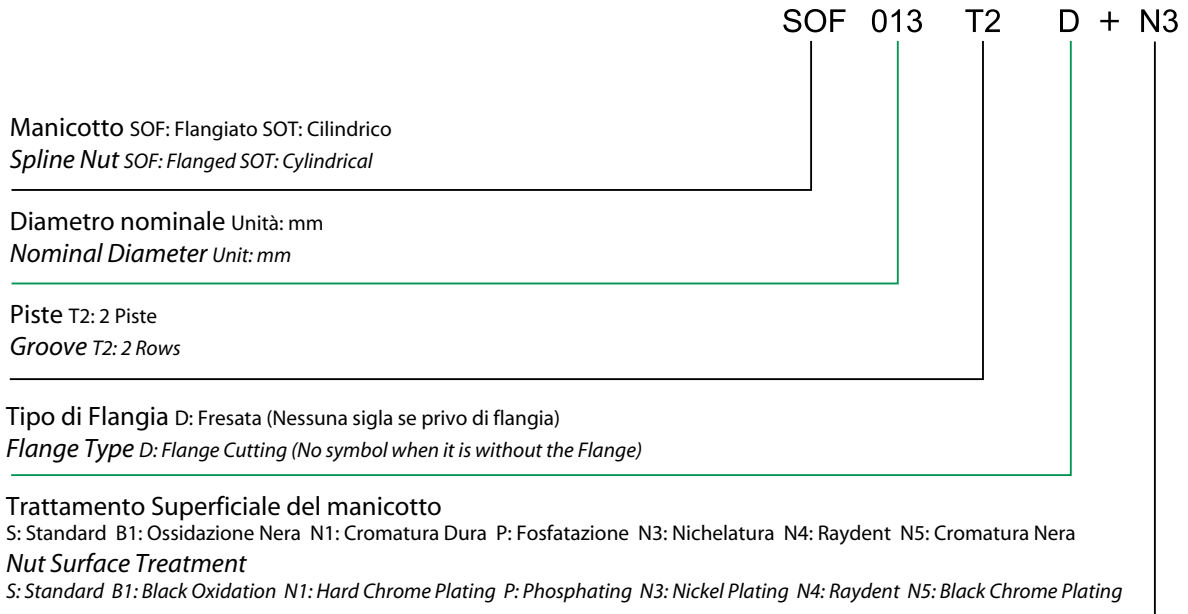 SOF 013 T2 D + N3
Manicotto SOF: Flangiato SOT: Cilindrico
Spline Nut SOF: Flanged SOT: Cylindrical
Diametro nominale Unità: mm
Nominal Diameter Unit: mm
Piste T2: 2 Piste
Groove T2: 2 Rows
Tipo di Flangia D: Fresata (Nessuna sigla se privo di flangia)
Flange Type D: Flange Cutting (No symbol when it is without the Flange)
Trattamento Superficiale del manicotto
S: Standard B1: Ossidazione Nera N1: Cromatura Dura P: Fosfatazione N3: Nichelatura N4: Raydent N5: Cromatura Nera
Nut Surface Treatment
S: Standard B1: Black Oxidation N1: Hard Chrome Plating P: Phosphating N3: Nickel Plating N4: Raydent N5: Black Chrome Plating